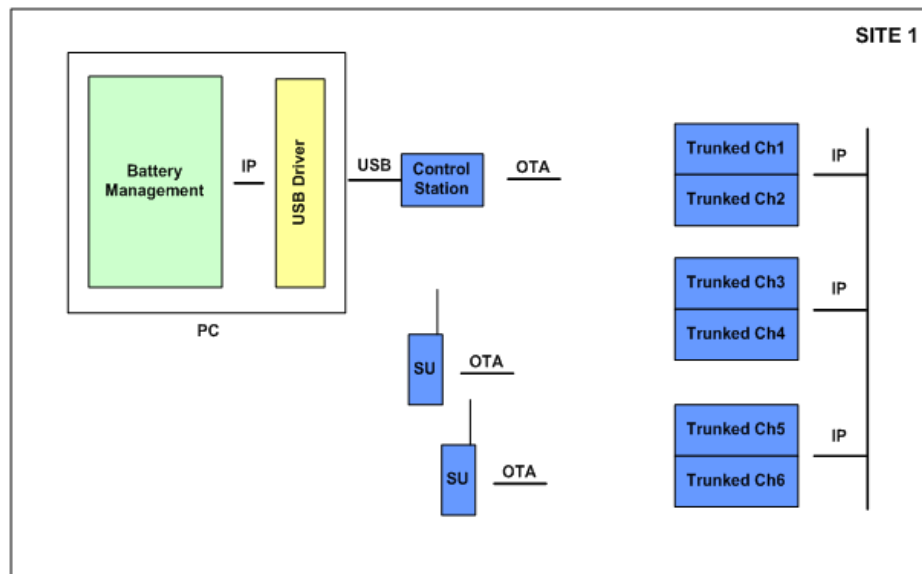 SITE 1
Battery
Management
IP
USB Driver
PC
USB
Control
Station
OTA
SU
OTA
SU
OTA
Trunked Ch1
Trunked Ch2
IP
Trunked Ch3
Trunked Ch4
IP
Trunked Ch5
Trunked Ch6
IP